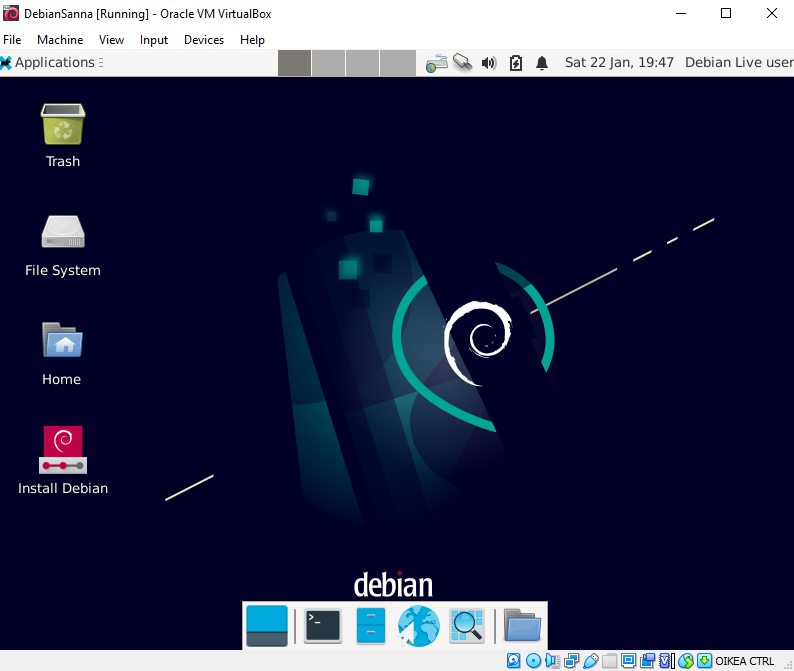 DebianSanna [Running] - Oracle VM VirtualBox
File Machine View Input Devices Help
Applications
Sat 22 Jan, 19:47 Debian Live user
Trash
File System
Home
Install Debian
debian
>_
OIKEA CTRL